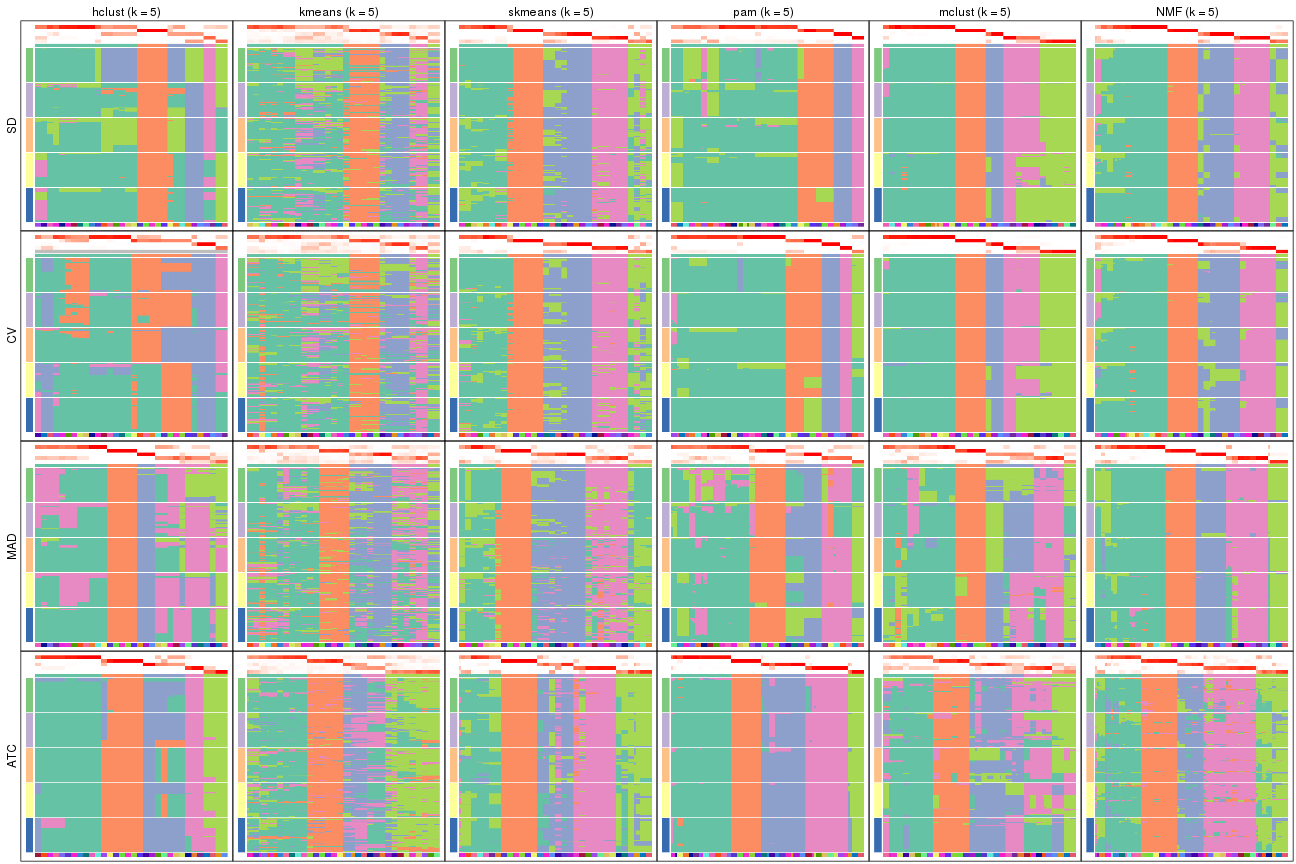 hclust (k = 5) kmeans (k = 5) skmeans (k = 5) pam (k = 5) mclust (k = 5) NMF (k = 5)
SD
CV
MAD
ATC